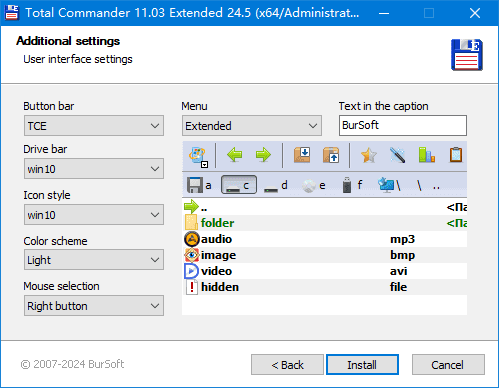 Total Commander 11.03 Extended 24.5 (x64/Administrat...
Additional settings
User interface settings
Button bar
TCE
Drive bar
win10
Icon style
win10
Color scheme
Light
Mouse selection
Right button
Menu
Extended
Text in the caption
BurSoft
a c d e f \ \ ..
.. <Па
folder <Па
audio mp3
image bmp
video avi
hidden file
© 2007-2024 BurSoft
< Back Install Cancel